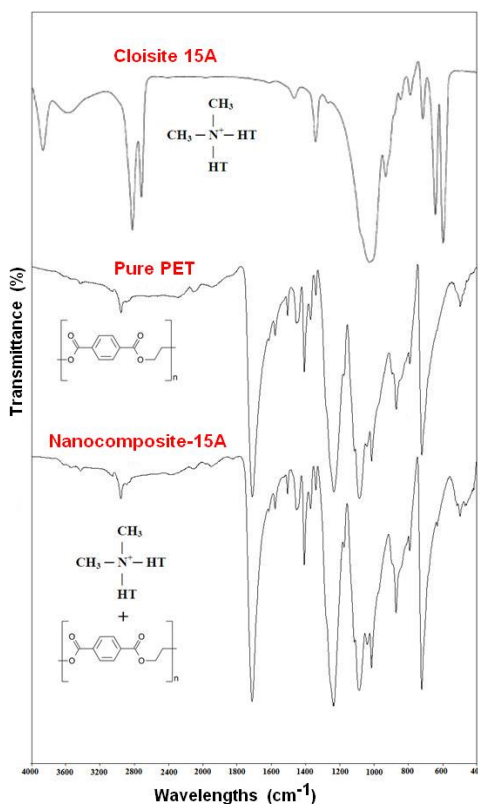 Cloisite 15A
CH₃
CH₃ N⁺ HT
HT
Pure PET
O
O
O
O
n
Nanocomposite-15A
CH₃
CH₃ N⁺ HT
HT
+
O
O
O
O
n
Transmittance (%)
4000 3600 3200 2800 2400 2000 1800 1600 1400 1200 1000 800 600 400
Wavelengths (cm⁻¹)